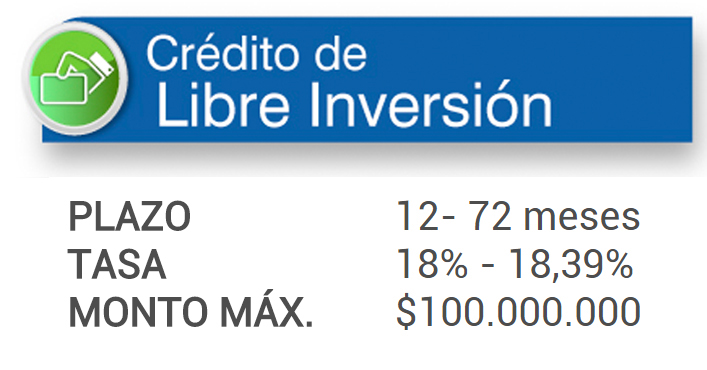 Crédito de
Libre Inversión
PLAZO 12- 72 meses
TASA 18% - 18,39%
MONTO MÁX. $100.000.000